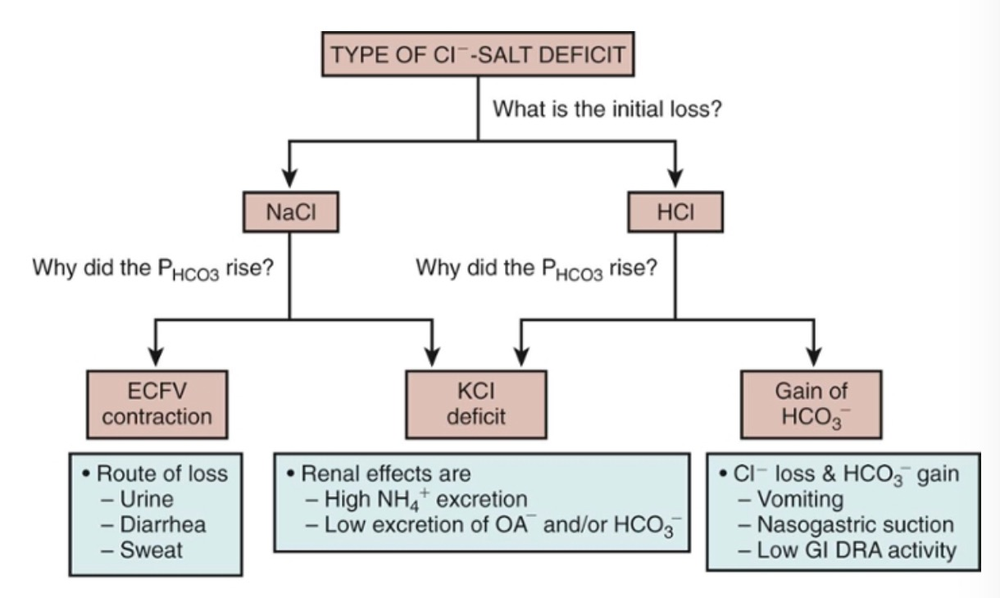 TYPE OF Cl⁻-SALT DEFICIT
What is the initial loss?
NaCl
HCl
Why did the P_HCO3 rise?
Why did the P_HCO3 rise?
ECFV
contraction
KCl
deficit
Gain of
HCO₃⁻
• Route of loss
– Urine
– Diarrhea
– Sweat
• Renal effects are
– High NH₄⁺ excretion
– Low excretion of OA⁻ and/or HCO₃⁻
• Cl⁻ loss & HCO₃⁻ gain
– Vomiting
– Nasogastric suction
– Low GI DRA activity